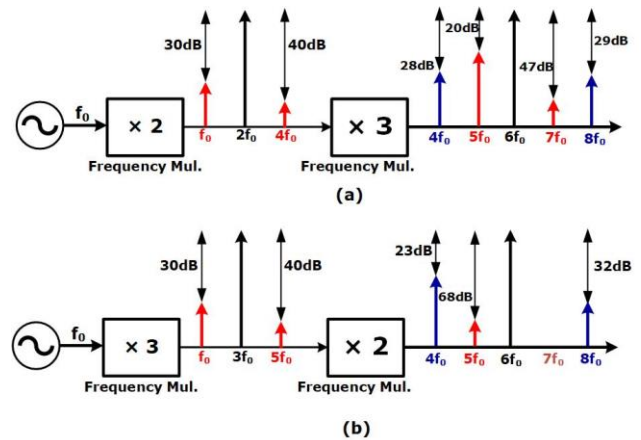 30dB
40dB
20dB
29dB
28dB
47dB
f₀
× 2
× 3
f₀ 2f₀ 4f₀
4f₀ 5f₀ 6f₀ 7f₀ 8f₀
Frequency Mul.
Frequency Mul.
(a)
30dB
40dB
23dB
32dB
68dB
f₀
× 3
× 2
f₀ 3f₀ 5f₀
4f₀ 5f₀ 6f₀ 7f₀ 8f₀
Frequency Mul.
Frequency Mul.
(b)